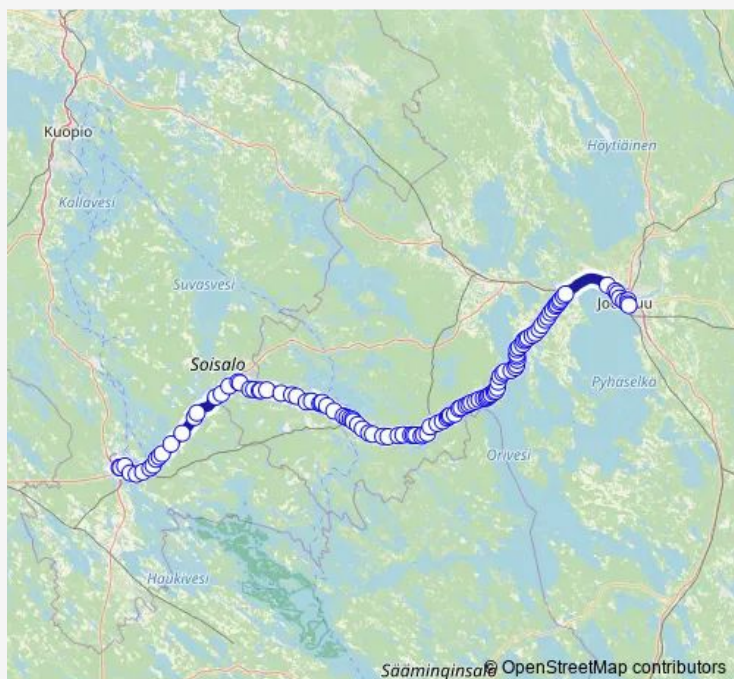 Kuopio
Höytiäinen
Kallavesi
Suvasvesi
Soisalo
Pyhäselkä
Orivesi
Haukivesi
Sääminginsalo
© OpenStreetMap contributors